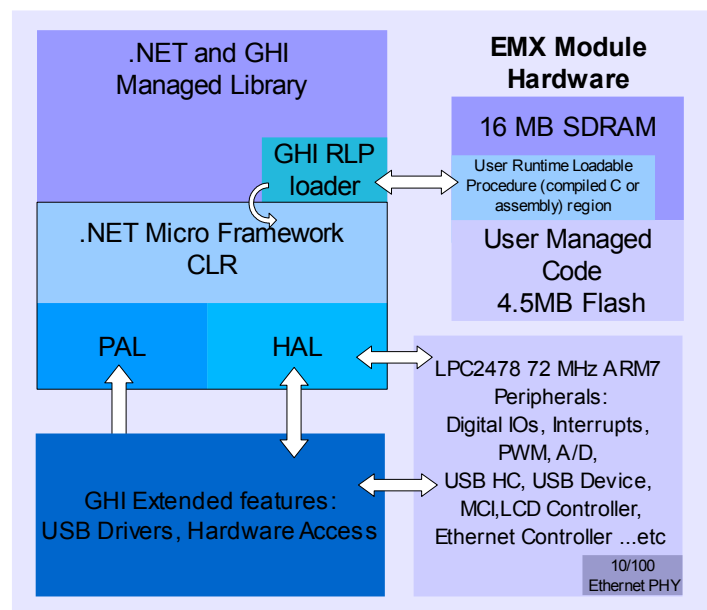 .NET and GHI
Managed Library
GHI RLP
loader
.NET Micro Framework
CLR
PAL
HAL
GHI Extended features:
USB Drivers, Hardware Access
EMX Module
Hardware
16 MB SDRAM
User Runtime Loadable
Procedure (compiled C or
assembly) region
User Managed
Code
4.5MB Flash
LPC2478 72 MHz ARM7
Peripherals:
Digital IOs, Interrupts,
PWM, A/D,
USB HC, USB Device,
MCI,LCD Controller,
Ethernet Controller ...etc
10/100
Ethernet PHY